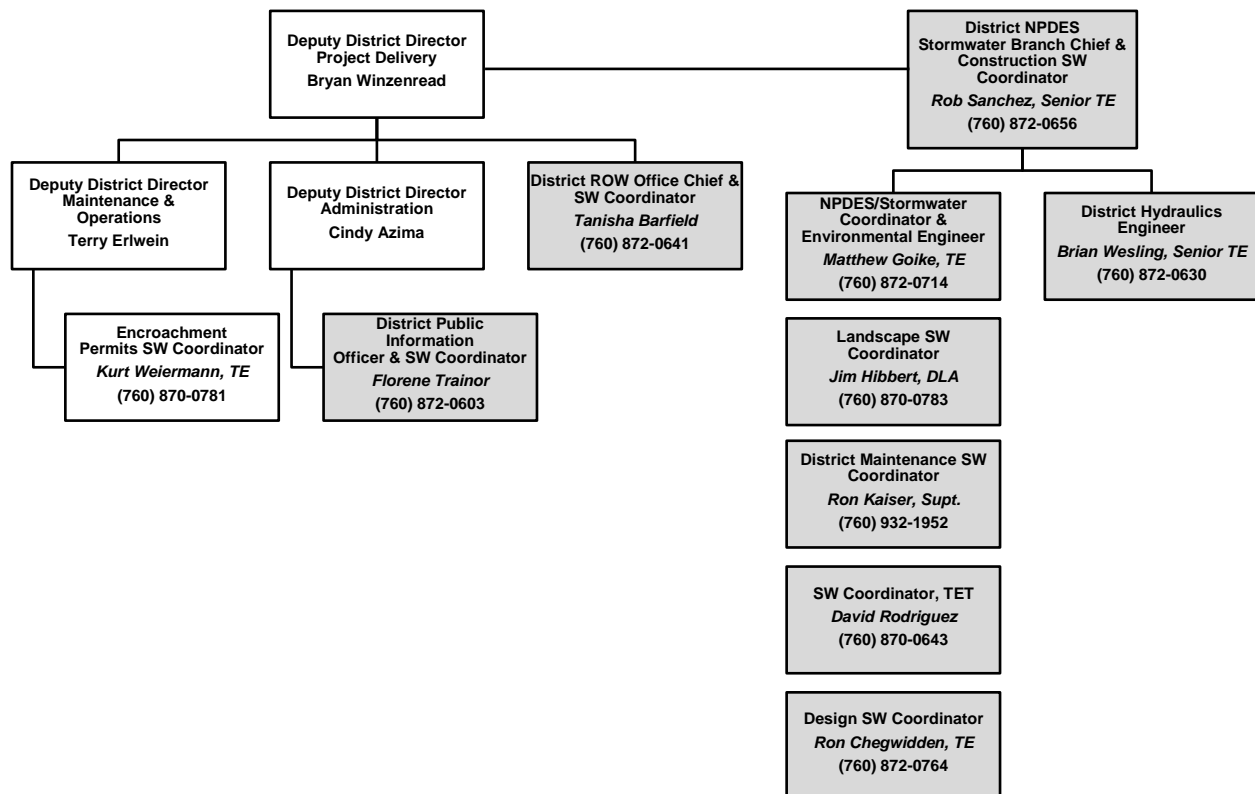 Deputy District Director
Project Delivery
Bryan Winzenread
District NPDES
Stormwater Branch Chief &
Construction SW
Coordinator
Rob Sanchez, Senior TE
(760) 872-0656
Deputy District Director
Maintenance &
Operations
Terry Erlwein
Deputy District Director
Administration
Cindy Azima
District ROW Office Chief &
SW Coordinator
Tanisha Barfield
(760) 872-0641
NPDES/Stormwater
Coordinator &
Environmental Engineer
Matthew Goike, TE
(760) 872-0714
District Hydraulics
Engineer
Brian Wesling, Senior TE
(760) 872-0630
Encroachment
Permits SW Coordinator
Kurt Weiermann, TE
(760) 870-0781
District Public
Information
Officer & SW Coordinator
Florene Trainor
(760) 872-0603
Landscape SW
Coordinator
Jim Hibbert, DLA
(760) 870-0783
District Maintenance SW
Coordinator
Ron Kaiser, Supt.
(760) 932-1952
SW Coordinator, TET
David Rodriguez
(760) 870-0643
Design SW Coordinator
Ron Chegwidden, TE
(760) 872-0764